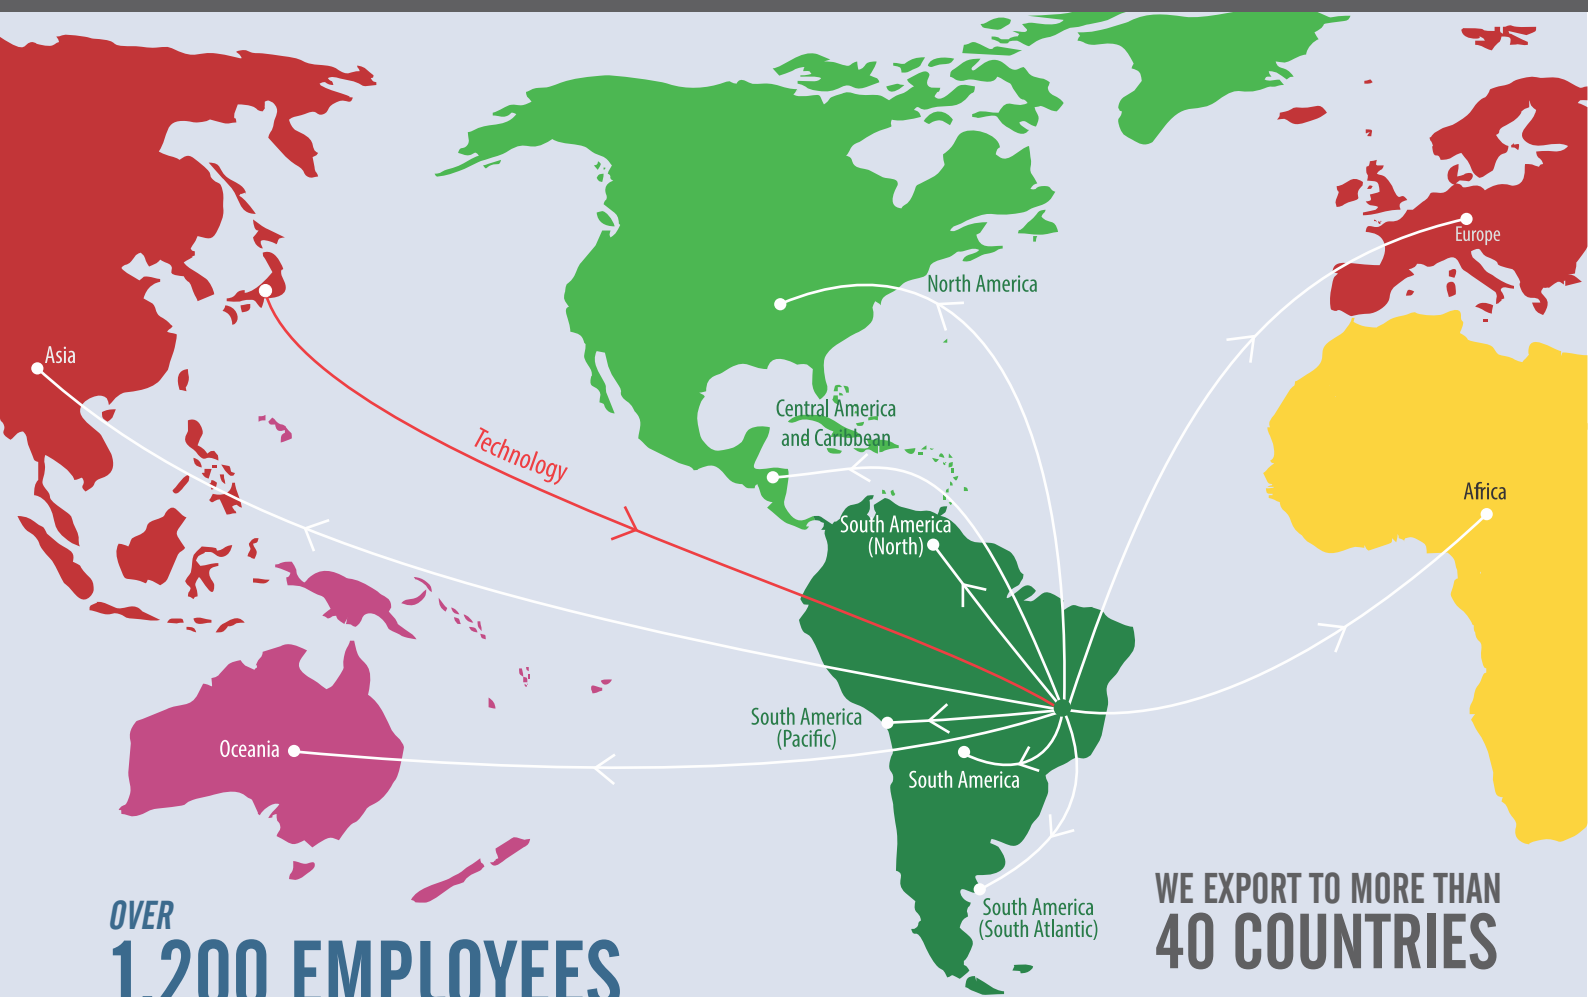 Europe
North America
Asia
Central America
and Caribbean
Technology
Africa
South America
(North)
South America
(Pacific)
Oceania
South America
South America
(South Atlantic)
OVER
1.200 EMPLOYEES
WE EXPORT TO MORE THAN
40 COUNTRIES